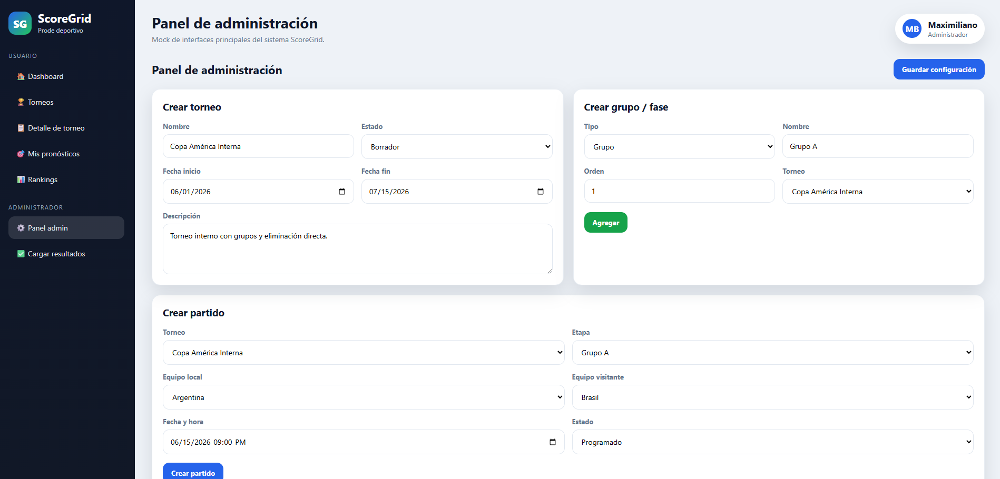 SG
ScoreGrid
Prode deportivo
USUARIO
Dashboard
Torneos
Detalle de torneo
Mis pronósticos
Rankings
ADMINISTRADOR
Panel admin
Cargar resultados
Panel de administración
Mock de interfaces principales del sistema ScoreGrid.
MB
Maximiliano
Administrador
Panel de administración
Guardar configuración
Crear torneo
Nombre
Estado
Copa América Interna
Borrador
Fecha inicio
Fecha fin
06/01/2026
07/15/2026
Descripción
Torneo interno con grupos y eliminación directa.
Crear grupo / fase
Tipo
Nombre
Grupo
Grupo A
Orden
Torneo
1
Copa América Interna
Agregar
Crear partido
Torneo
Etapa
Copa América Interna
Grupo A
Equipo local
Equipo visitante
Argentina
Brasil
Fecha y hora
Estado
06/15/2026 09:00 PM
Programado
Crear partido